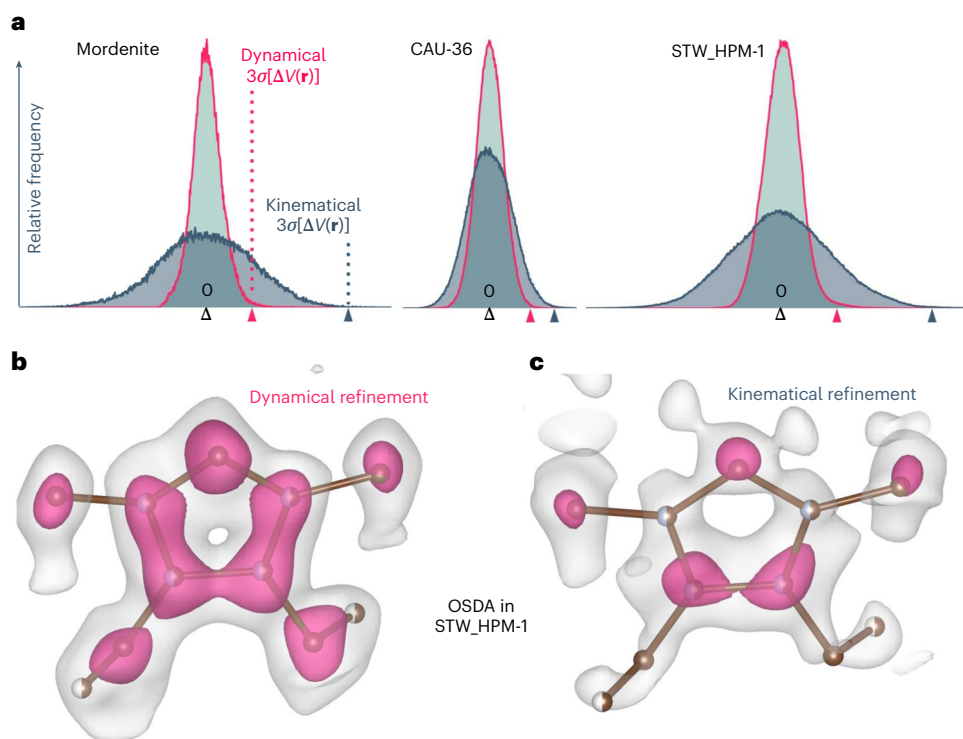 a
Mordenite
Dynamical
3σ[ΔV(r)]
CAU-36
STW_HPM-1
Relative frequency
Kinematical
3σ[ΔV(r)]
0
Δ
0
Δ
0
Δ
b
c
Dynamical refinement
Kinematical refinement
OSDA in
STW_HPM-1